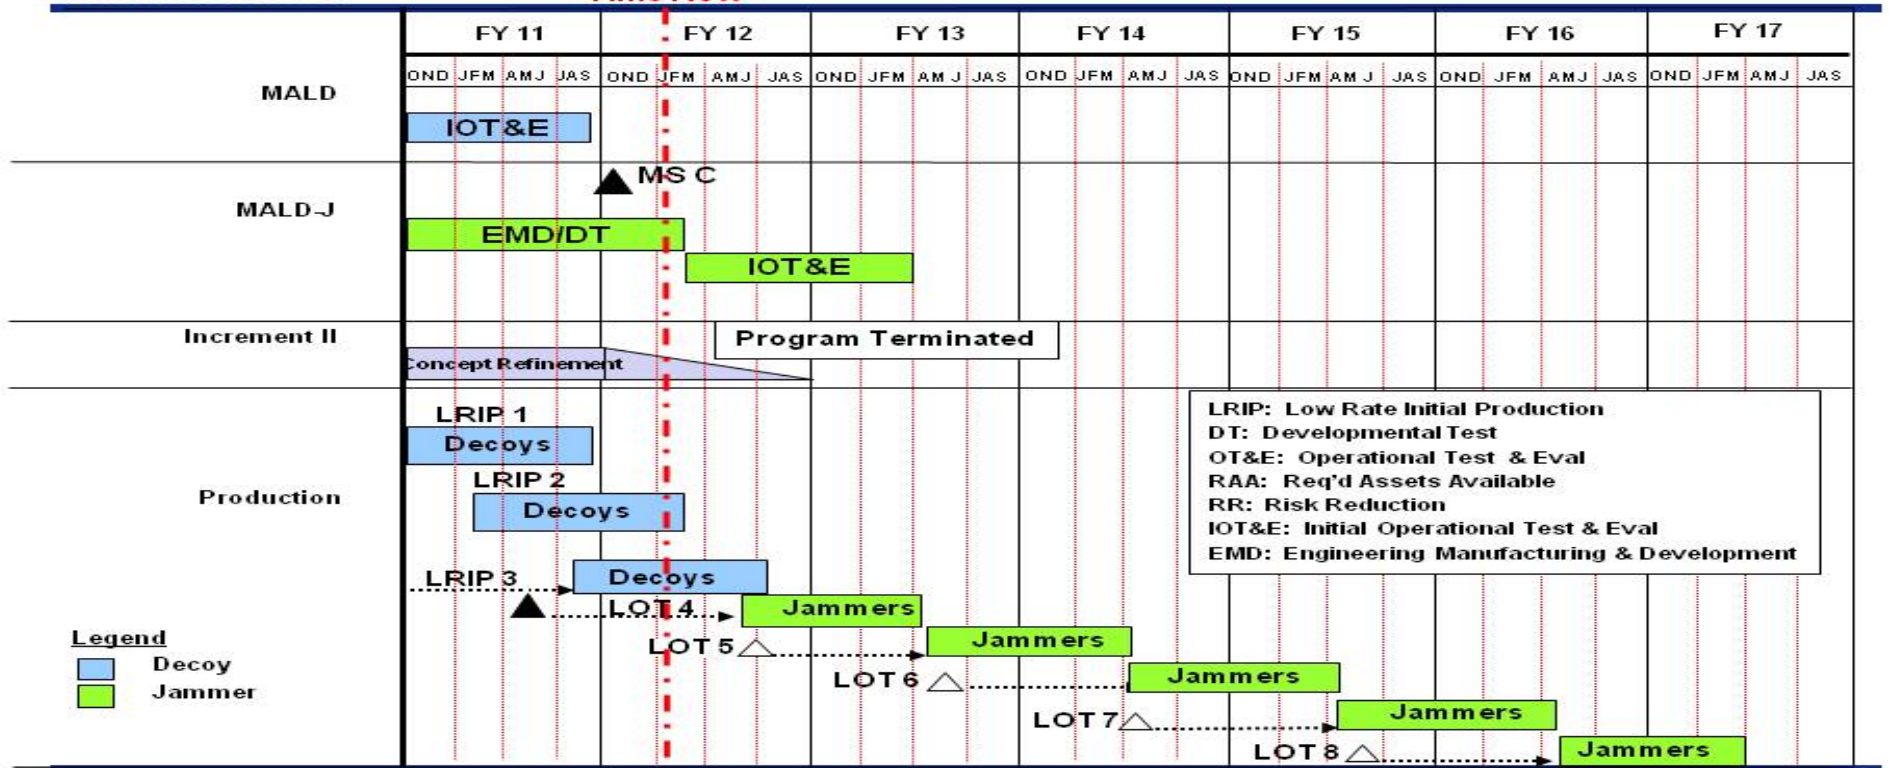 FY 11 FY 12 FY 13 FY 14 FY 15 FY 16 FY 17
OND JFM AMJ JAS OND JFM AMJ JAS OND JFM AM J JAS OND JFM AMJ JAS OND JFM AM J JAS OND JFM AMJ JAS OND JFM AMJ JAS
MALD
IOT&E
MS C
MALD-J
EMD/DT
IOT&E
Increment II
Program Terminated
Concept Refinement
LRIP 1
Decoys
LRIP 2
Production
Decoys
LRIP 3
Decoys
LOT 4
Jammers
LOT 5
Jammers
LOT 6
Jammers
LOT 7
Jammers
LOT 8
Jammers
LRIP: Low Rate Initial Production
DT: Developmental Test
OT&E: Operational Test & Eval
RAA: Req'd Assets Available
RR: Risk Reduction
IOT&E: Initial Operational Test & Eval
EMD: Engineering Manufacturing & Development
Legend
Decoy
Jammer